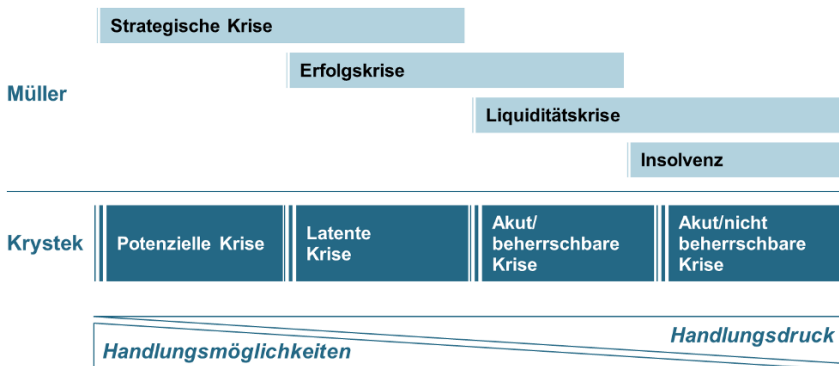 Strategische Krise
Erfolgskrise
Müller
Liquiditätskrise
Insolvenz
Krystek
Potenzielle Krise
Latente
Krise
Akut/
beherrschbare
Krise
Akut/nicht
beherrschbare
Krise
Handlungsdruck
Handlungsmöglichkeiten